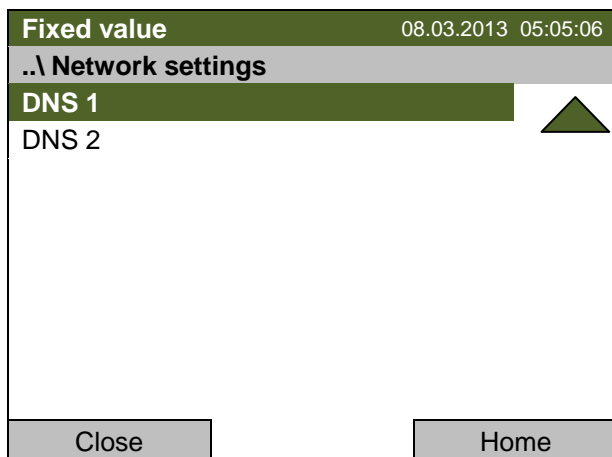 Fixed value 08.03.2013 05:05:06
..\ Network settings
DNS 1
DNS 2
Close Home